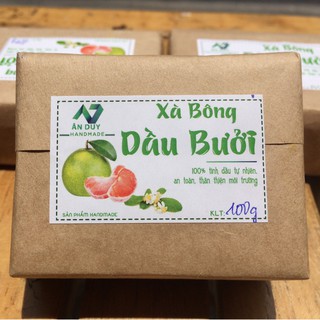 AN DUY
HANDMADE
Xà Bông
Dầu Bưởi
100% tinh dầu tự nhiên,
an toàn, thân thiện môi trường
SẢN PHẨM HANDMADE
KLT: 100g